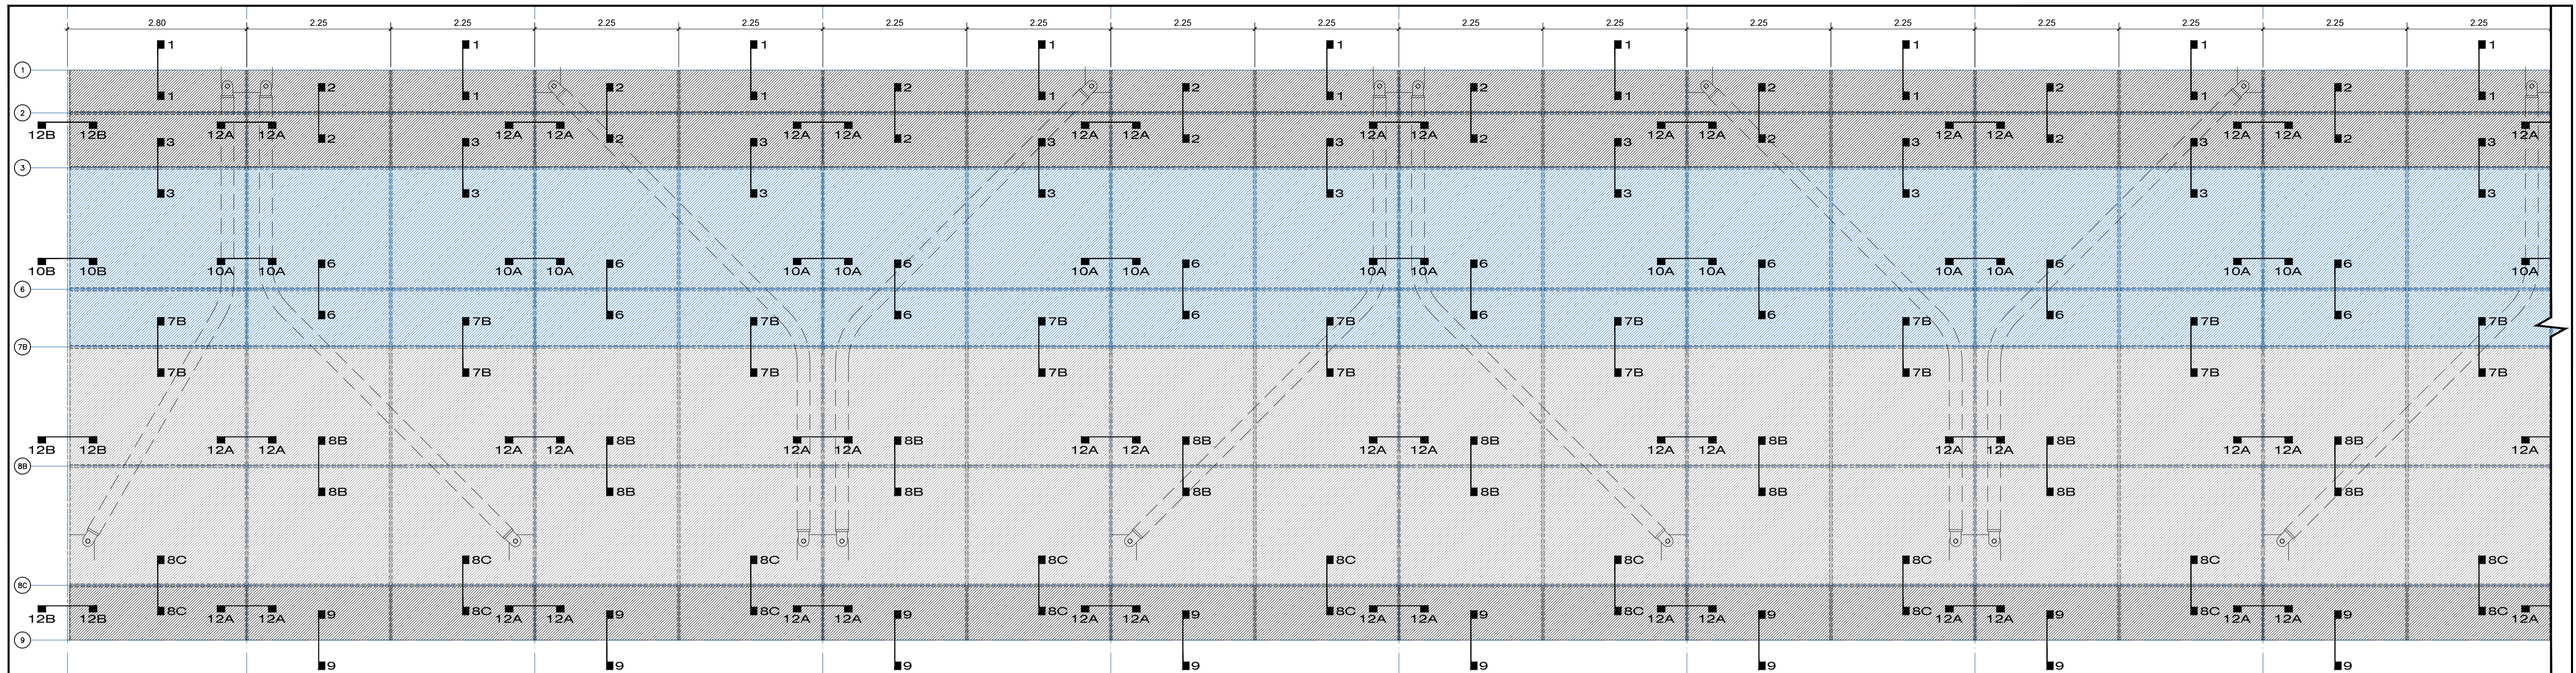 2.80 2.25 2.25 2.25 2.25 2.25 2.25 2.25 2.25 2.25 2.25 2.25 2.25 2.25 2.25 2.25 2.25
1 1 1 1 1 1 1 1 1
1
2 2 2 2 2 2 2 2
1 1 1 1 1 1 1 1 1
2
12B 12B 12A 12A 12A 12A 12A 12A 12A 12A 12A 12A 12A 12A 12A 12A 12A 12A 12A
2 2 2 2 2 2 2 2
3 3 3 3 3 3 3 3 3
3
3 3 3 3 3 3 3 3 3
6 6 6 6 6 6 6 6
10B 10B 10A 10A 10A 10A 10A 10A 10A 10A 10A 10A 10A 10A 10A 10A 10A 10A 10A
6
6 6 6 6 6 6 6 6
7B 7B 7B 7B 7B 7B 7B 7B 7B
7B
7B 7B 7B 7B 7B 7B 7B 7B 7B
8B 8B 8B 8B 8B 8B 8B 8B
12B 12B 12A 12A 12A 12A 12A 12A 12A 12A 12A 12A 12A 12A 12A 12A 12A 12A 12A
8B
8B 8B 8B 8B 8B 8B 8B 8B
8C 8C 8C 8C 8C 8C 8C 8C 8C
8C
8C 8C 8C 8C 8C 8C 8C 8C 8C
9 9 9 9 9 9 9 9
12B 12B 12A 12A 12A 12A 12A 12A 12A 12A 12A 12A 12A 12A 12A 12A 12A 12A 12A
9
9 9 9 9 9 9 9 9